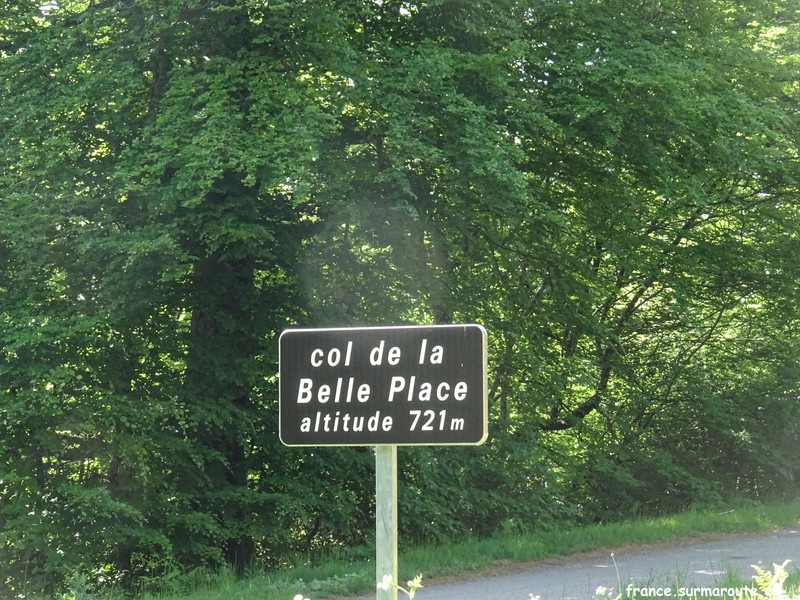 col de la
Belle Place
altitude 721m
france.surmaroute